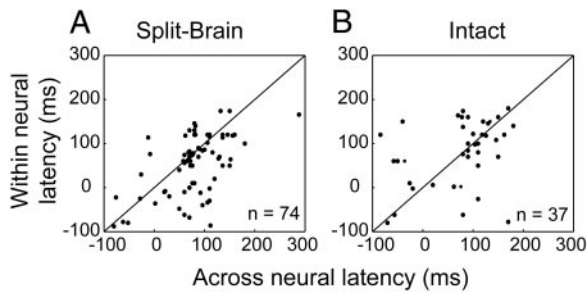 A Split-Brain
B Intact
Within neural
latency (ms)
300
200
100
0
-100
n = 74
-100 0 100 200 300
300
200
100
0
-100
n = 37
-100 0 100 200 300
Across neural latency (ms)